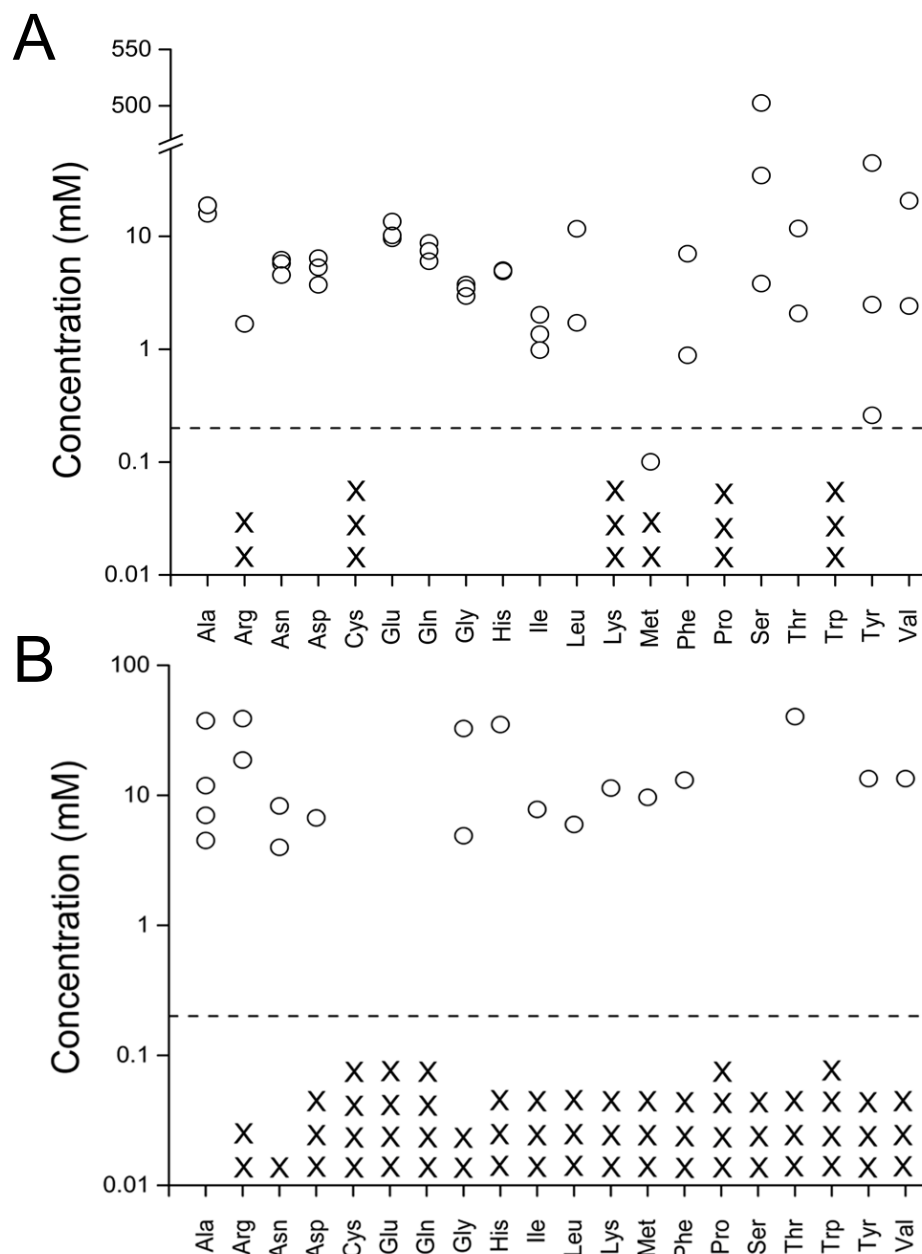 A
550
500
10
1
0.1
0.01
Concentration (mM)
X X X X X X
X X X X X X
X X X X
Ala Arg Asn Asp Cys Glu Gln Gly His Ile Leu Lys Met Phe Pro Ser Thr Trp Tyr Val
B
100
10
1
0.1
0.01
Concentration (mM)
Ala Arg Asn Asp Cys Glu Gln Gly His Ile Leu Lys Met Phe Pro Ser Thr Trp Tyr Val